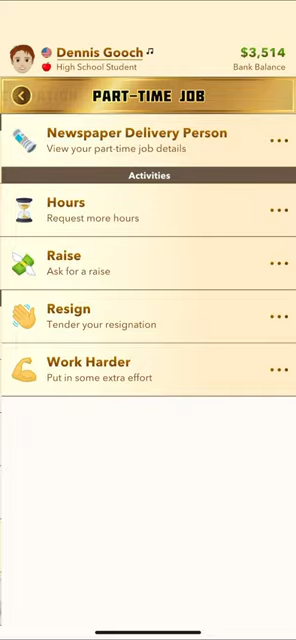 Dennis Gooch
$3,514
High School Student
Bank Balance
PART-TIME JOB
Newspaper Delivery Person
View your part-time job details
Activities
Hours
Request more hours
Raise
Ask for a raise
Resign
Tender your resignation
Work Harder
Put in some extra effort